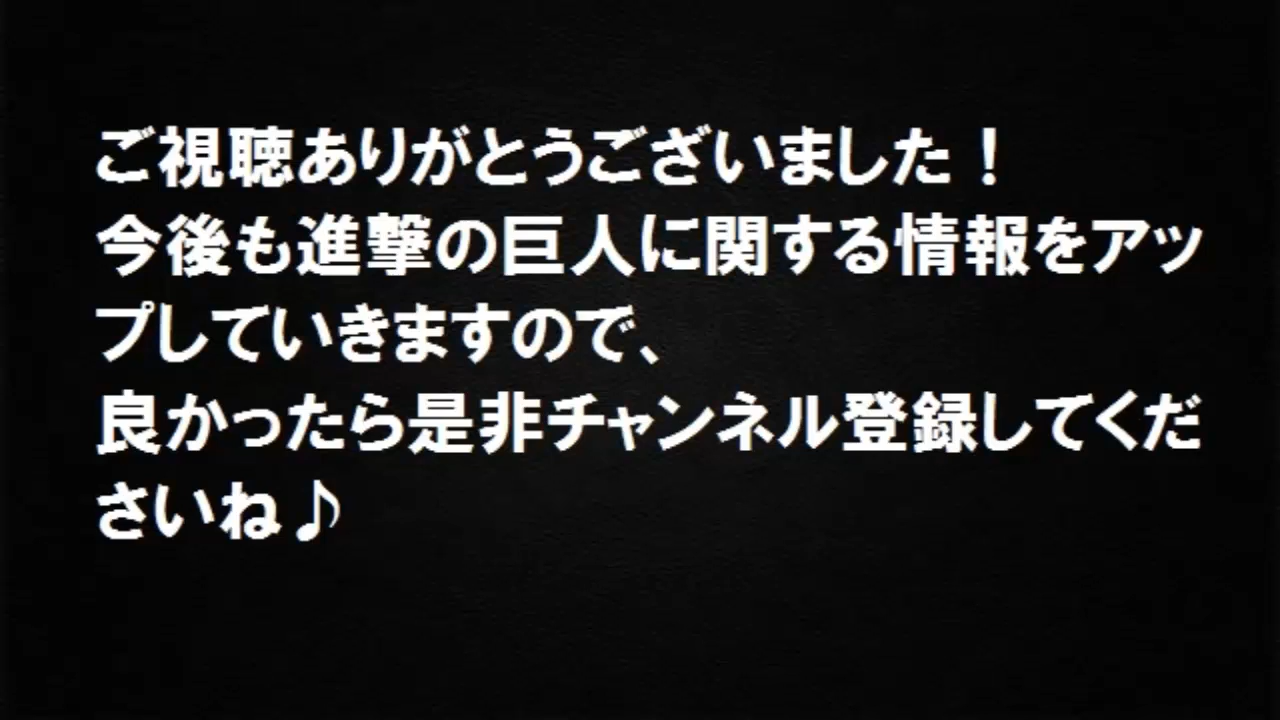 ご視聴ありがとうございました！
今後も進撃の巨人に関する情報をアッ
プしていきますので、
良かったら是非チャンネル登録してくだ
さいね♪